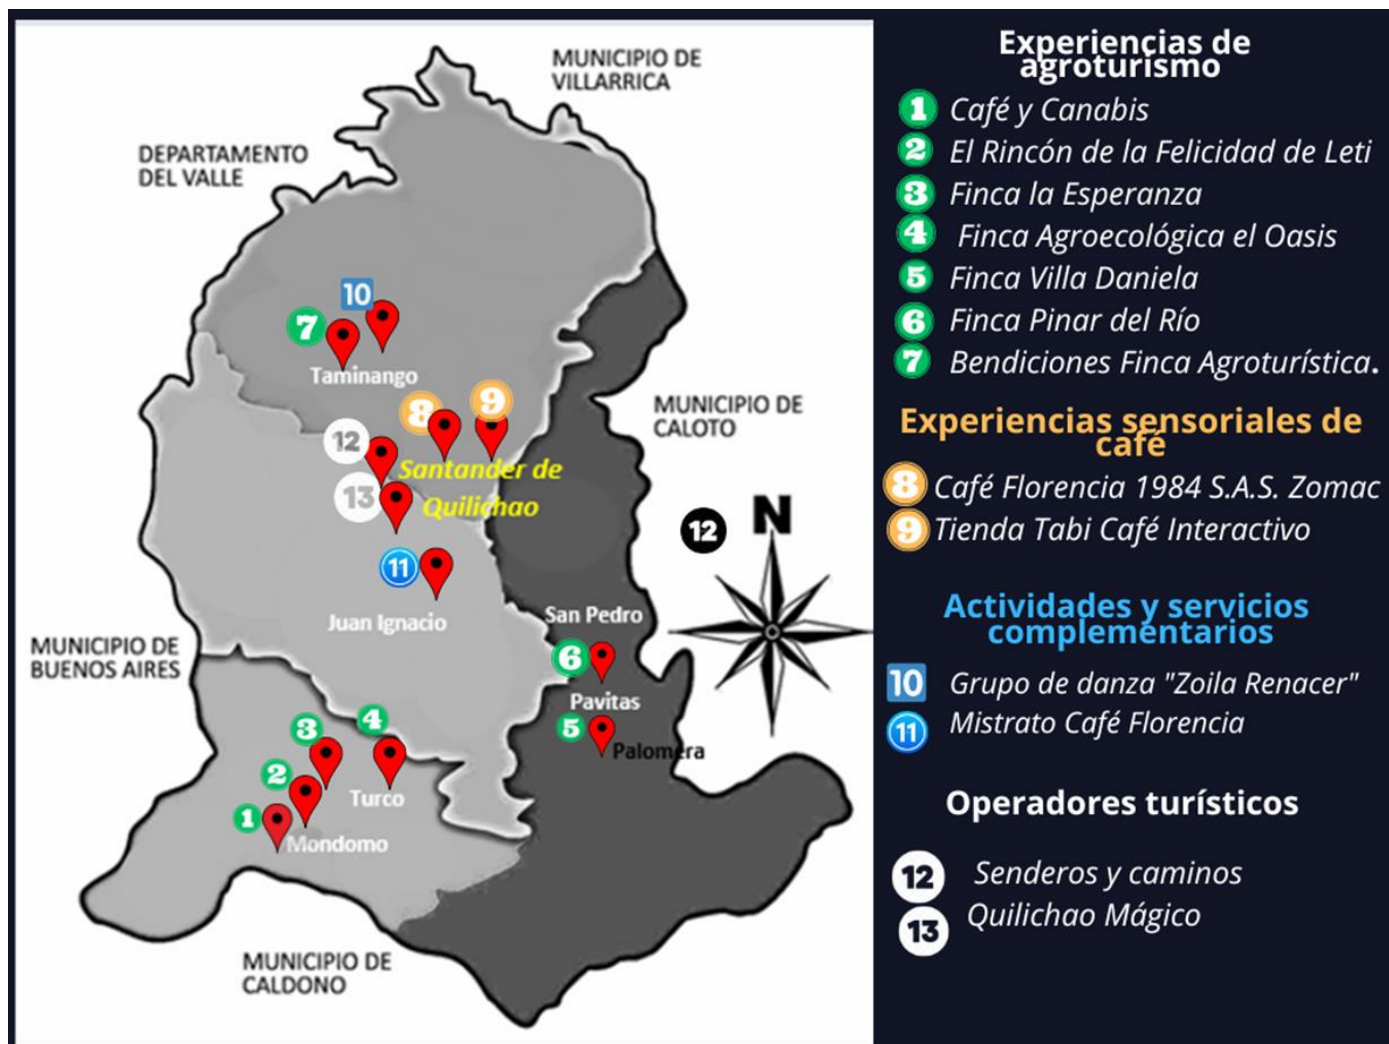 MUNICIPIO DE
VILLARRICA
DEPARTAMENTO
DEL VALLE
10
7
Taminango
MUNICIPIO DE
CALOTO
8
9
12
Santander de
13
Quilichao
12
N
11
Juan Ignacio
San Pedro
6
MUNICIPIO DE
BUENOS AIRES
Pavitas
5
Palomera
4
3
2
Turco
1
Mondomo
MUNICIPIO DE
CALDONO
Experiencias de
agroturismo
1 Café y Canabis
2 El Rincón de la Felicidad de Leti
3 Finca la Esperanza
4 Finca Agroecológica el Oasis
5 Finca Villa Daniela
6 Finca Pinar del Río
7 Bendiciones Finca Agroturística.
Experiencias sensoriales de
café
8 Café Florencia 1984 S.A.S. Zomac
9 Tienda Tabi Café Interactivo
Actividades y servicios
complementarios
10 Grupo de danza "Zoila Renacer"
11 Mistrato Café Florencia
Operadores turísticos
12 Senderos y caminos
13 Quilichao Mágico